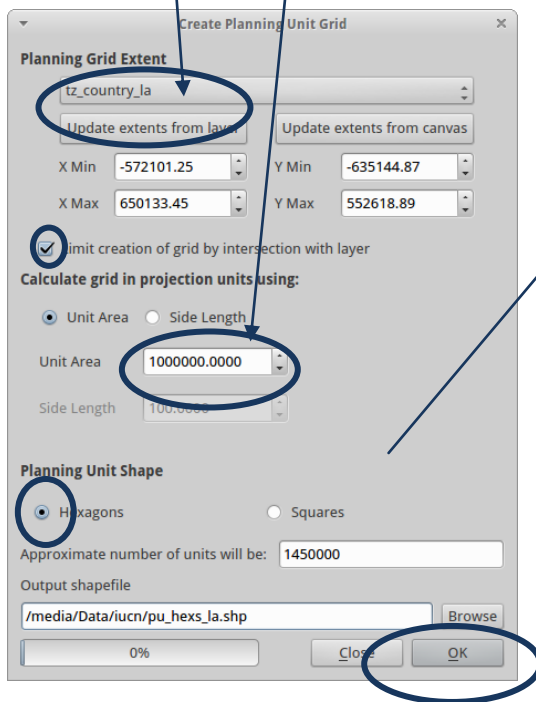 Create Planning Unit Grid
Planning Grid Extent
tz_country_la
Update extents from layer Update extents from canvas
X Min -572101.25 Y Min -635144.87
X Max 650133.45 Y Max 552618.89
Limit creation of grid by intersection with layer
Calculate grid in projection units using:
Unit Area Side Length
Unit Area 1000000.0000
Side Length 100.0000
Planning Unit Shape
Hexagons Squares
Approximate number of units will be: 1450000
Output shapefile
/media/Data/iucn/pu_hexs_la.shp Browse
0% Close OK